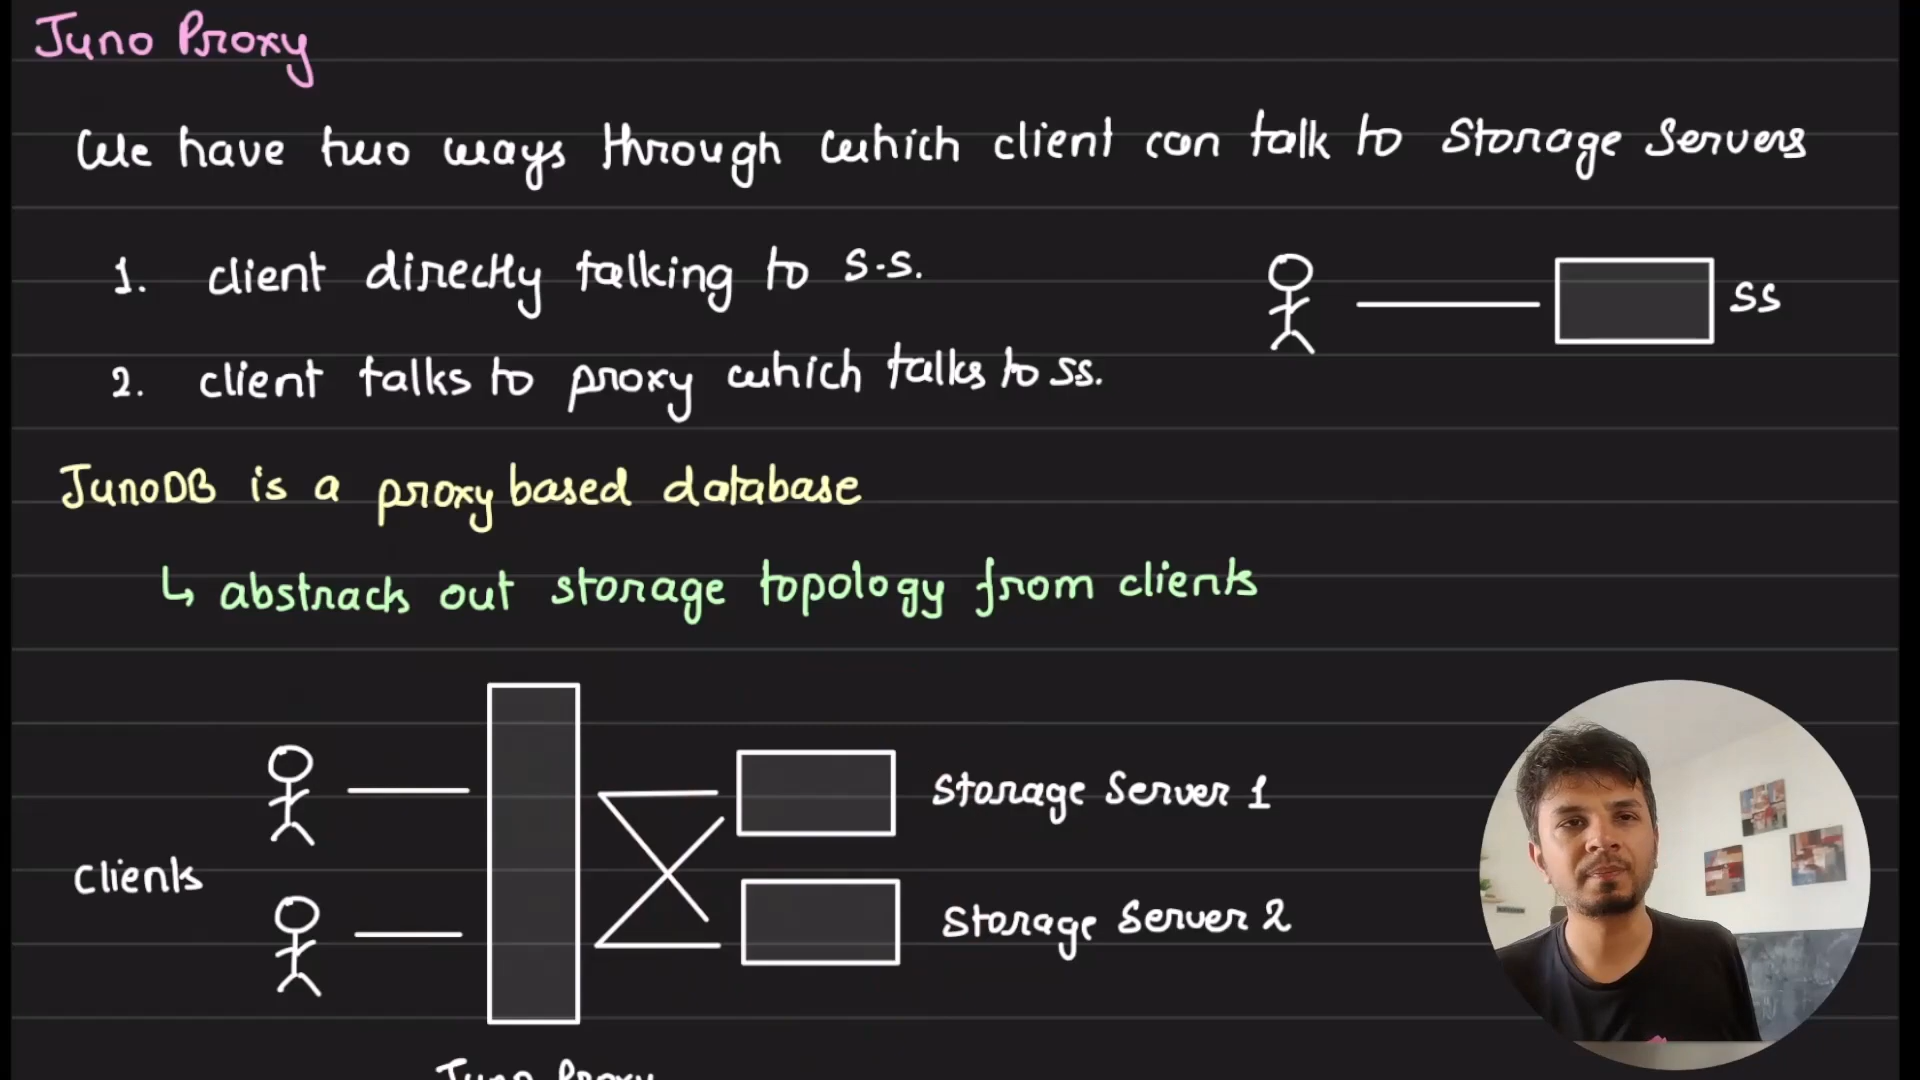 Juno Proxy
We have two ways through which client can talk to Storage Servers
1. client directly talking to S.S.
SS
2. client talks to proxy which talks to SS.
JunoDB is a proxy based database
↳ abstracts out storage topology from clients
Storage Server 1
Clients
Storage Server 2
Juno Proxy